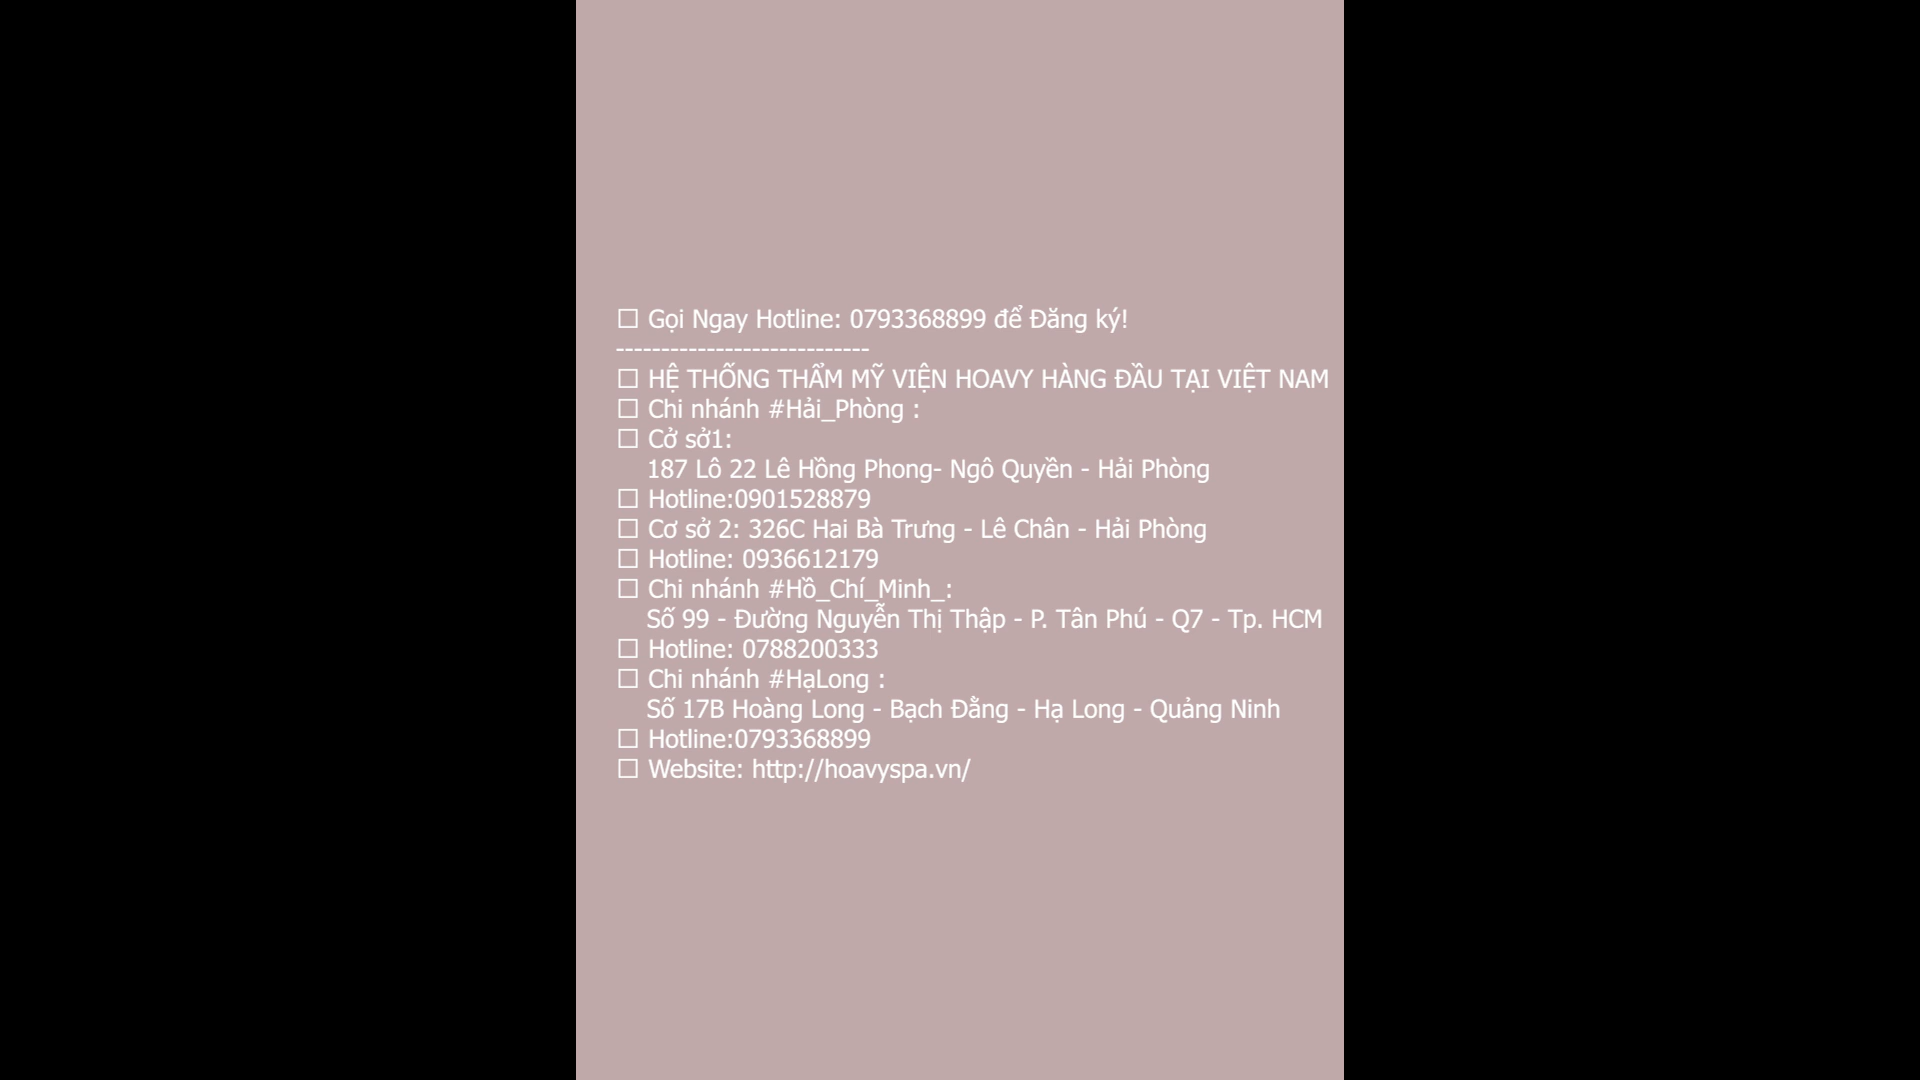 ☐ Gọi Ngay Hotline: 0793368899 để Đăng ký!
----------------------------
☐ HỆ THỐNG THẨM MỸ VIỆN HOAVY HÀNG ĐẦU TẠI VIỆT NAM
☐ Chi nhánh #Hải_Phòng :
☐ Cở sở1:
187 Lô 22 Lê Hồng Phong- Ngô Quyền - Hải Phòng
☐ Hotline:0901528879
☐ Cơ sở 2: 326C Hai Bà Trưng - Lê Chân - Hải Phòng
☐ Hotline: 0936612179
☐ Chi nhánh #Hồ_Chí_Minh_:
Số 99 - Đường Nguyễn Thị Thập - P. Tân Phú - Q7 - Tp. HCM
☐ Hotline: 0788200333
☐ Chi nhánh #HạLong :
Số 17B Hoàng Long - Bạch Đằng - Hạ Long - Quảng Ninh
☐ Hotline:0793368899
☐ Website: http://hoavyspa.vn/